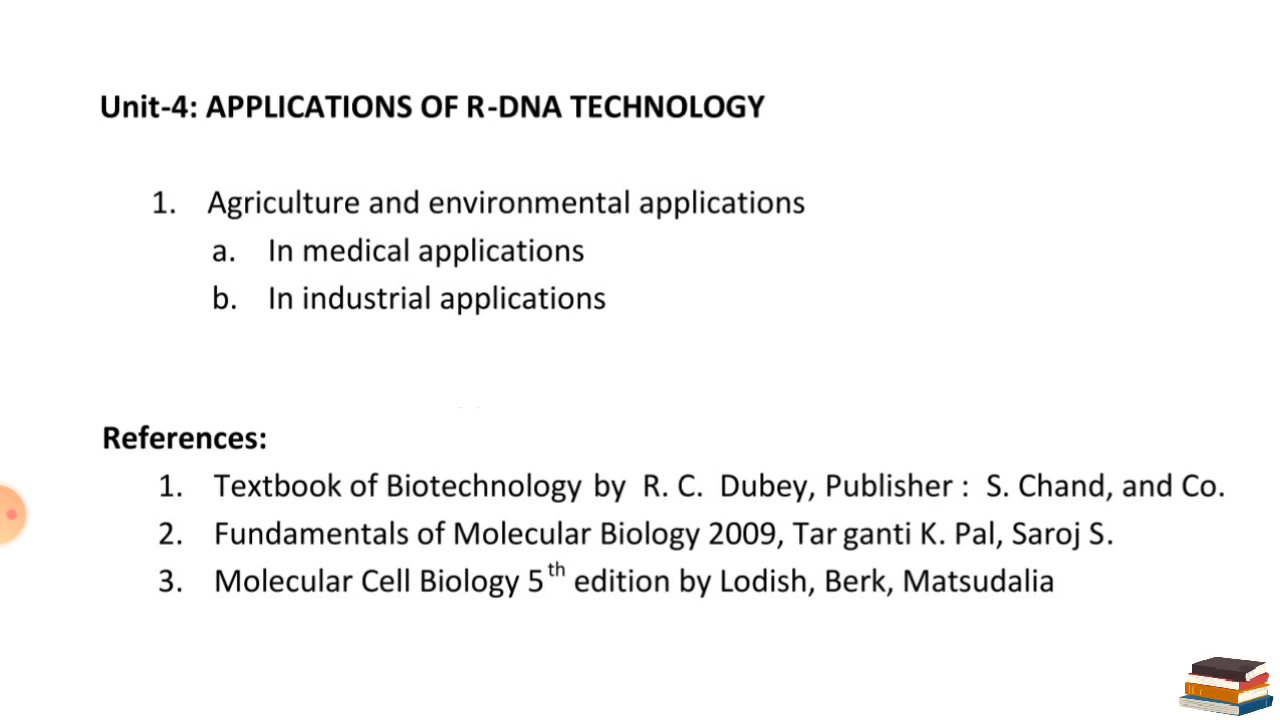 Unit-4: APPLICATIONS OF R-DNA TECHNOLOGY
1. Agriculture and environmental applications
a. In medical applications
b. In industrial applications
References:
1. Textbook of Biotechnology by R. C. Dubey, Publisher : S. Chand, and Co.
2. Fundamentals of Molecular Biology 2009, Tar ganti K. Pal, Saroj S.
3. Molecular Cell Biology 5th edition by Lodish, Berk, Matsudalia